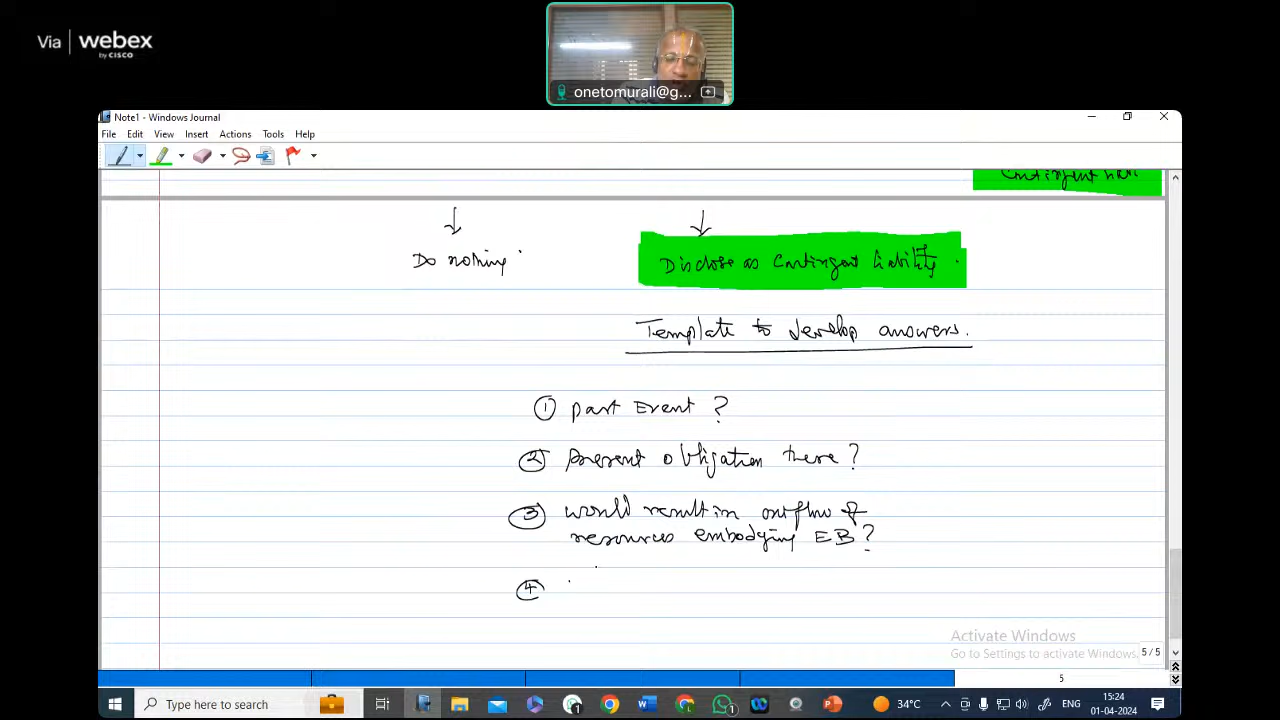 Via webex
by CISCO
onetomurali@g...
Note1 - Windows Journal
File Edit View Insert Actions Tools Help
Contingent
Do nothing.
Disclose as Contingent liability.
Template to develop answers.
① past Event ?
② present obligation there ?
③ would result in outflow of
resources embodying EB ?
④
Activate Windows
Go to Settings to activate Windows.
5 / 5
5
Type here to search
1
1
34°C
15:24
01-04-2024